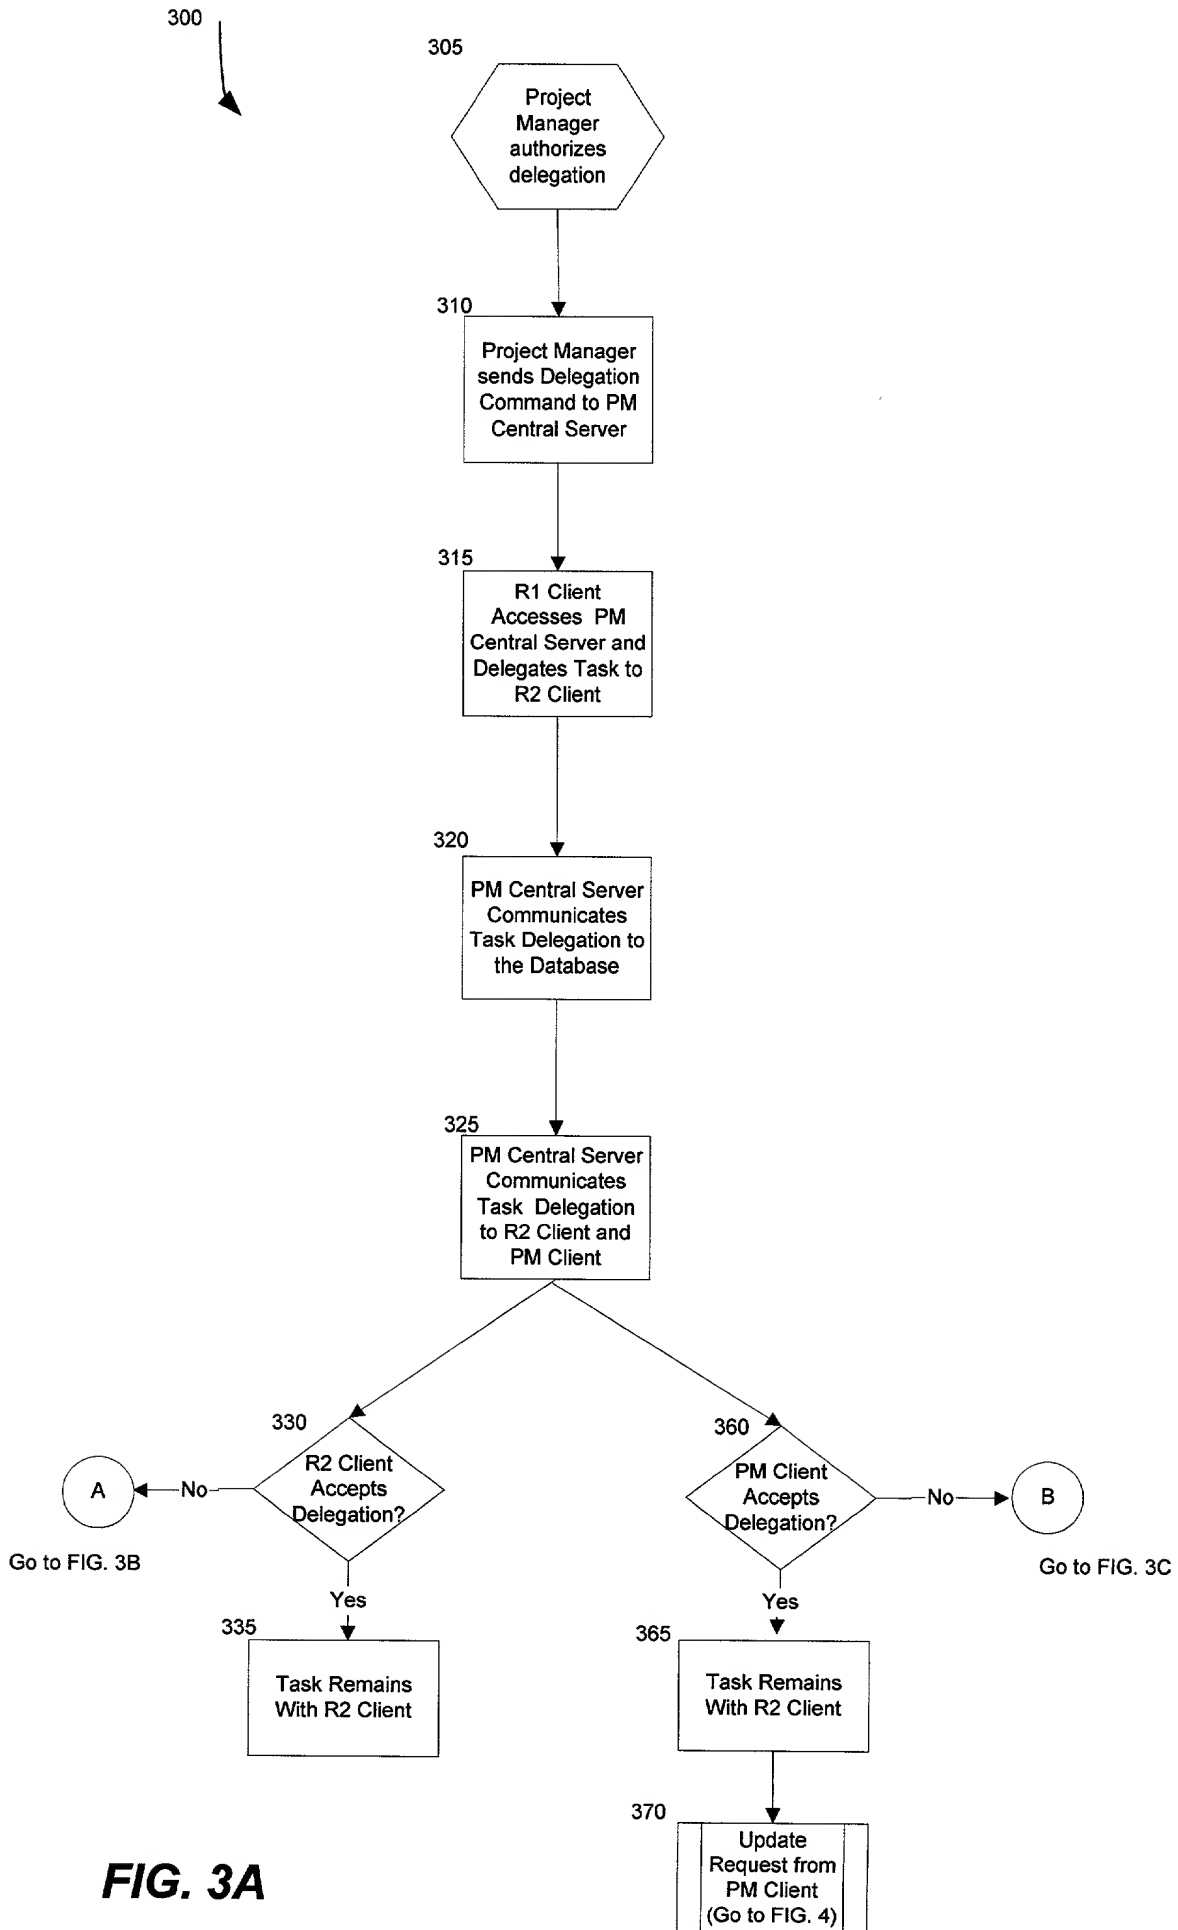 300
305
Project
Manager
authorizes
delegation
310
Project Manager
sends Delegation
Command to PM
Central Server
315
R1 Client
Accesses PM
Central Server and
Delegates Task to
R2 Client
320
PM Central Server
Communicates
Task Delegation to
the Database
325
PM Central Server
Communicates
Task Delegation
to R2 Client and
PM Client
330
R2 Client
Accepts
Delegation?
No
A
Go to FIG. 3B
Yes
335
Task Remains
With R2 Client
360
PM Client
Accepts
Delegation?
No
B
Go to FIG. 3C
Yes
365
Task Remains
With R2 Client
370
Update
Request from
PM Client
(Go to FIG. 4)
FIG. 3A